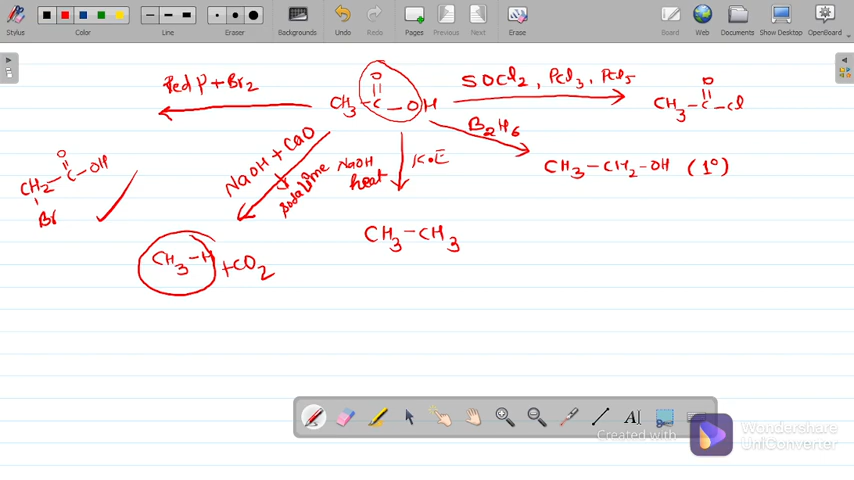 Stylus
Color
Line
Eraser
Backgrounds
Undo
Redo
Pages
Previous
Next
Erase
Board
Web
Documents
Show Desktop
OpenBoard
Red P + Br2
O
CH3 - C - OH
SOCl2, PCl3, PCl5
O
CH3 - C - Cl
B2H6
CH3 - CH2 - OH (1°)
NaOH + CaO
Sodalime
NaOH
heat
K.E
O
CH2 - C - OH
Br
CH3 - CH3
CH3 - H + CO2
Created with
Wondershare
UniConverter